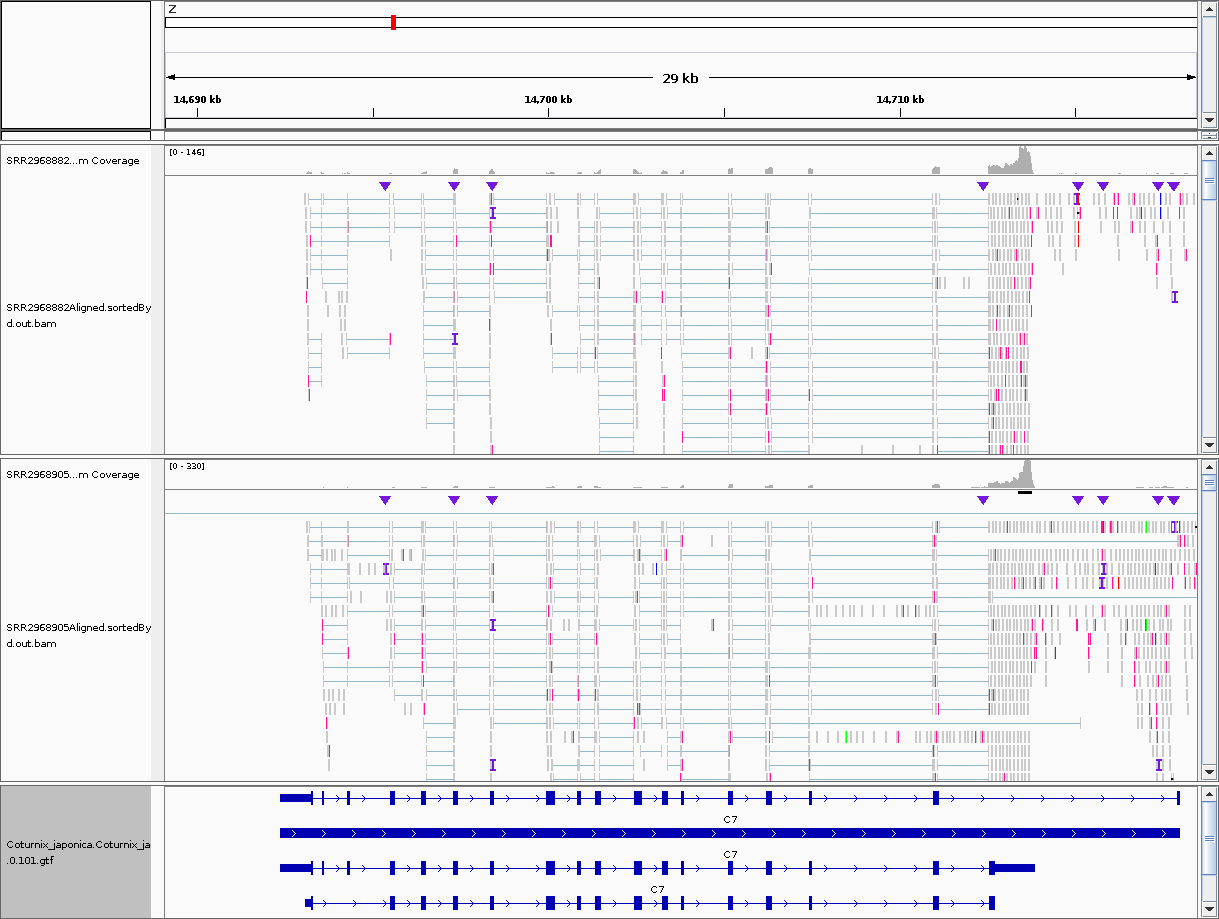 Z
29 kb
14,690 kb
14,700 kb
14,710 kb
SRR2968882...m Coverage
[0 - 146]
SRR2968882Aligned.sortedBy
d.out.bam
SRR2968905...m Coverage
[0 - 330]
SRR2968905Aligned.sortedBy
d.out.bam
C7
Coturnix_japonica.Coturnix_ja
.0.101.gtf
C7
C7